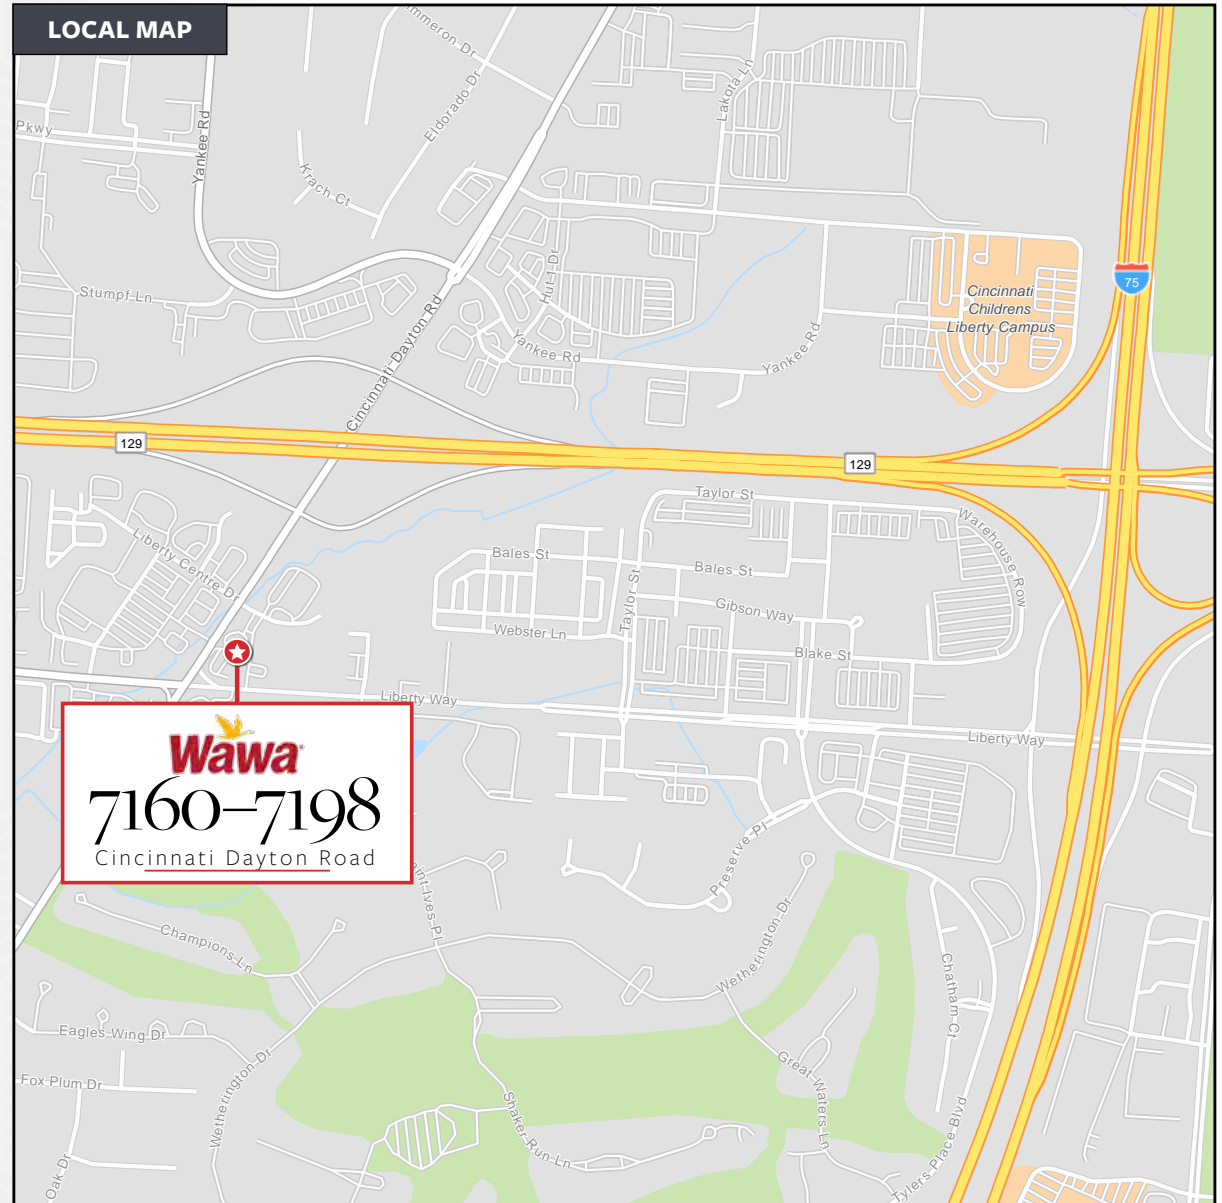 LOCAL MAP
Lakota Ln
Eldorado Dr
Pkwy
Yankee Rd
Krach Ct
Hut 1 Dr
75
Cincinnati
Childrens
Liberty Campus
Stumpf Ln
Cincinnati Dayton Rd
Yankee Rd
Yankee Rd
129
129
Taylor St
Warehouse Row
Liberty Centre Dr
Bales St
Bales St
Taylor St
Gibson Way
Webster Ln
Blake St
Liberty Way
Liberty Way
Wawa
7160–7198
Cincinnati Dayton Road
Preserve Pl
Wetherington Dr
Champions Ln
Chatham Ct
Eagles Wing Dr
Fox Plum Dr
Wetherington Dr
Great Waters Ln
Shaker Run Ln
Oak Dr
Tylers Place Blvd